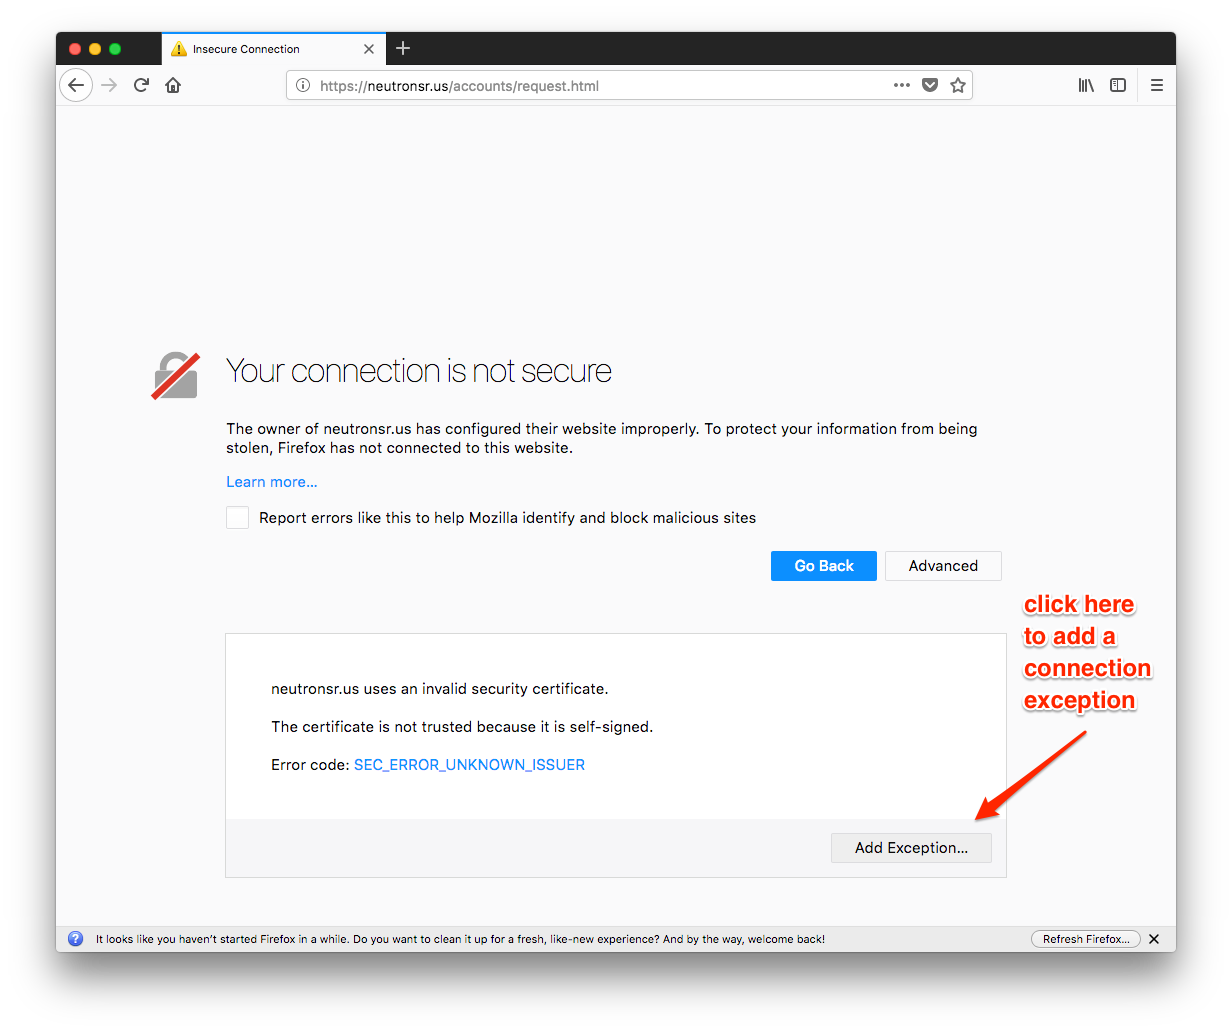 Insecure Connection
https://neutronsr.us/accounts/request.html
Your connection is not secure
The owner of neutronsr.us has configured their website improperly. To protect your information from being
stolen, Firefox has not connected to this website.
Learn more...
Report errors like this to help Mozilla identify and block malicious sites
Go Back
Advanced
click here
to add a
connection
exception
neutronsr.us uses an invalid security certificate.
The certificate is not trusted because it is self-signed.
Error code: SEC_ERROR_UNKNOWN_ISSUER
Add Exception...
It looks like you haven't started Firefox in a while. Do you want to clean it up for a fresh, like-new experience? And by the way, welcome back!
Refresh Firefox...